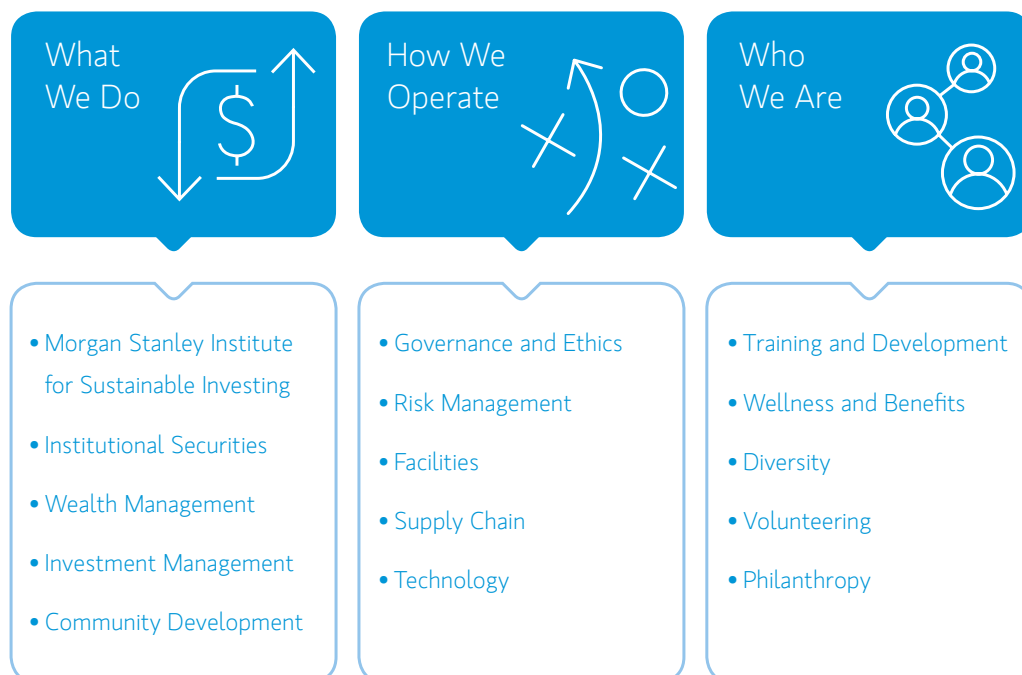 What
We Do
• Morgan Stanley Institute
for Sustainable Investing
• Institutional Securities
• Wealth Management
• Investment Management
• Community Development
How We
Operate
• Governance and Ethics
• Risk Management
• Facilities
• Supply Chain
• Technology
Who
We Are
• Training and Development
• Wellness and Benefits
• Diversity
• Volunteering
• Philanthropy